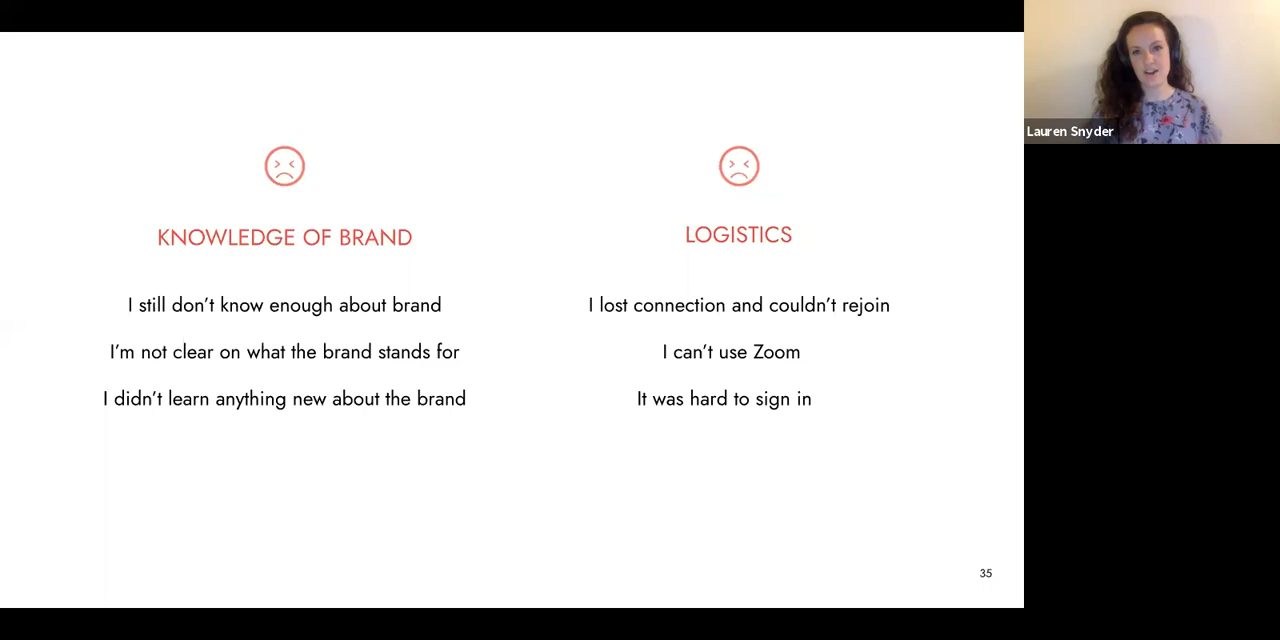 Lauren Snyder
KNOWLEDGE OF BRAND
I still don't know enough about brand
I'm not clear on what the brand stands for
I didn't learn anything new about the brand
LOGISTICS
I lost connection and couldn't rejoin
I can't use Zoom
It was hard to sign in
35